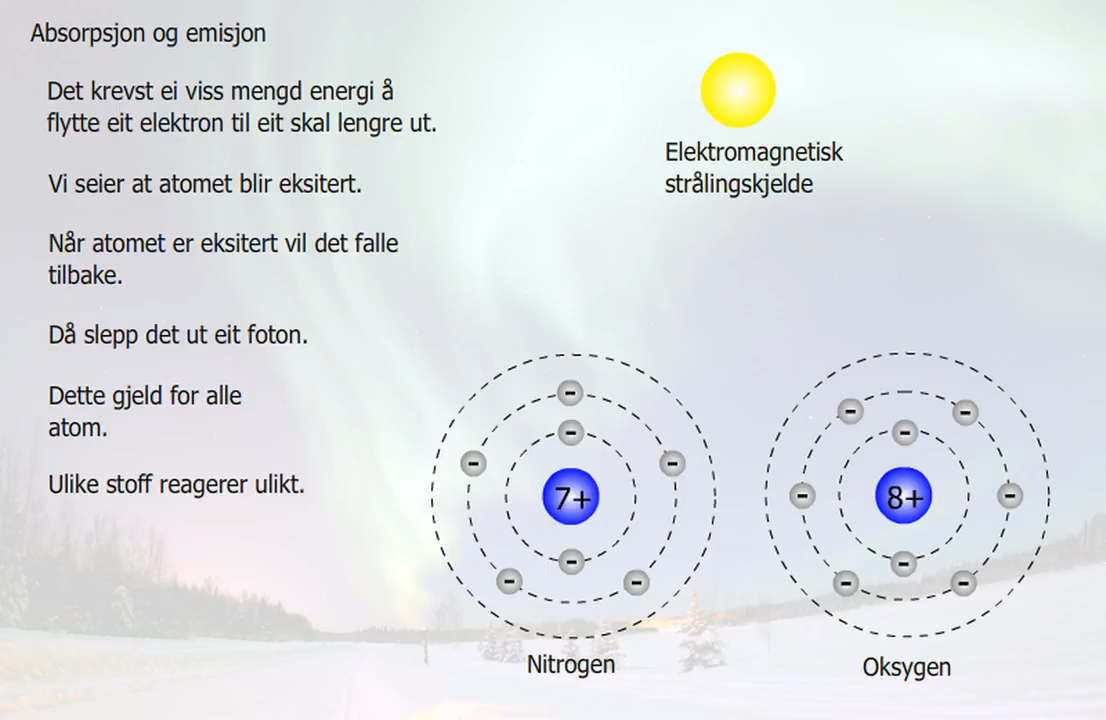 Absorpsjon og emisjon
Det krevst ei viss mengd energi å
flytte eit elektron til eit skal lengre ut.
Vi seier at atomet blir eksitert.
Når atomet er eksitert vil det falle
tilbake.
Då slepp det ut eit foton.
Dette gjeld for alle
atom.
Ulike stoff reagerer ulikt.
Elektromagnetisk
strålingskjelde
7+
8+
Nitrogen
Oksygen